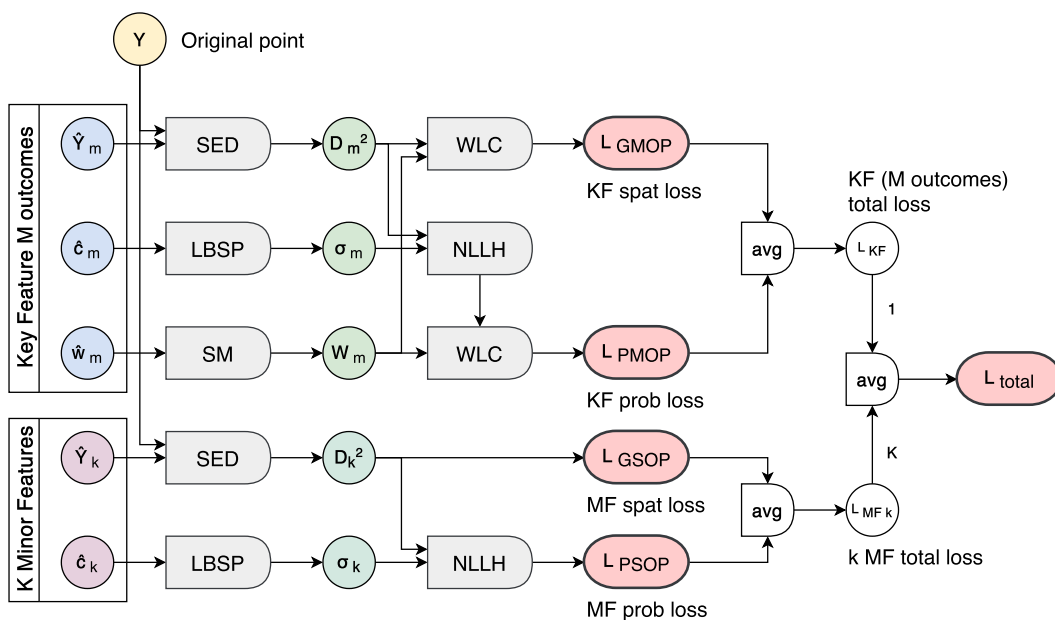 Y
Original point
Key Feature M outcomes
Ŷ m
SED
D m²
WLC
L GMOP
KF spat loss
ĉ m
LBSP
σ m
NLLH
ŵ m
SM
W m
WLC
L PMOP
KF prob loss
avg
KF (M outcomes)
total loss
L KF
1
avg
L total
K Minor Features
Ŷ k
SED
D k²
L GSOP
MF spat loss
ĉ k
LBSP
σ k
NLLH
L PSOP
MF prob loss
avg
K
L MF k
k MF total loss